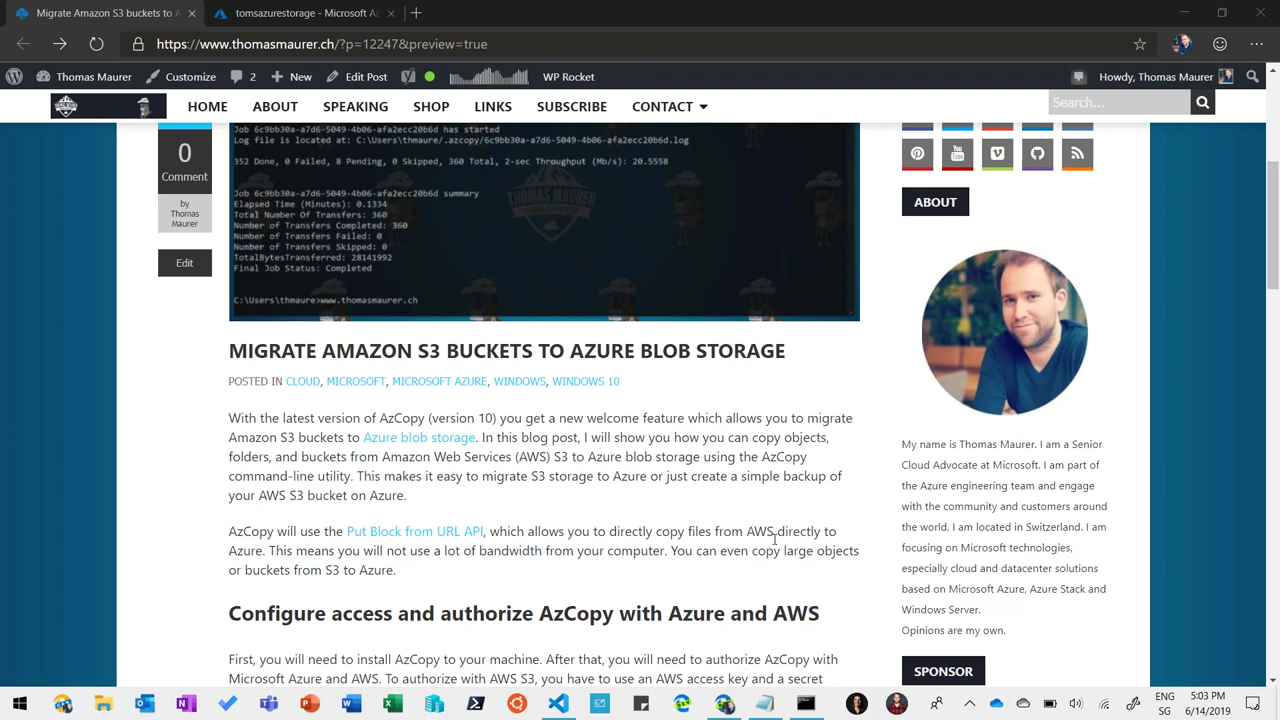 Migrate Amazon S3 buckets to A
tomsazurestorage - Microsoft Az
https://www.thomasmaurer.ch/?p=12247&preview=true
Thomas Maurer
Customize
2
New
Edit Post
WP Rocket
Howdy, Thomas Maurer
HOME
ABOUT
SPEAKING
SHOP
LINKS
SUBSCRIBE
CONTACT
Search...
0
Comment
by
Thomas
Maurer
Edit
Job 6c9bb30a-a7d6-5049-4b06-afa2ecc20b6d has started
Log file is located at: C:\Users\thmaure/.azcopy/6c9bb30a-a7d6-5049-4b06-afa2ecc20b6d.log
352 Done, 0 Failed, 8 Pending, 0 Skipped, 360 Total, 2-sec Throughput (Mb/s): 20.5558
Job 6c9bb30a-a7d6-5049-4b06-afa2ecc20b6d summary
Elapsed Time (Minutes): 0.1334
Total Number Of Transfers: 360
Number of Transfers Completed: 360
Number of Transfers Failed: 0
Number of Transfers Skipped: 0
TotalBytesTransferred: 28141992
Final Job Status: Completed
C:\Users\thmaure>www.thomasmaurer.ch
THOMAS MAURER
MIGRATE AMAZON S3 BUCKETS TO AZURE BLOB STORAGE
POSTED IN CLOUD, MICROSOFT, MICROSOFT AZURE, WINDOWS, WINDOWS 10
With the latest version of AzCopy (version 10) you get a new welcome feature which allows you to migrate
Amazon S3 buckets to Azure blob storage. In this blog post, I will show you how you can copy objects,
folders, and buckets from Amazon Web Services (AWS) S3 to Azure blob storage using the AzCopy
command-line utility. This makes it easy to migrate S3 storage to Azure or just create a simple backup of
your AWS S3 bucket on Azure.
AzCopy will use the Put Block from URL API, which allows you to directly copy files from AWS directly to
Azure. This means you will not use a lot of bandwidth from your computer. You can even copy large objects
or buckets from S3 to Azure.
Configure access and authorize AzCopy with Azure and AWS
First, you will need to install AzCopy to your machine. After that, you will need to authorize AzCopy with
Microsoft Azure and AWS. To authorize with AWS S3, you have to use an AWS access key and a secret
ABOUT
My name is Thomas Maurer. I am a Senior
Cloud Advocate at Microsoft. I am part of
the Azure engineering team and engage
with the community and customers around
the world. I am located in Switzerland. I am
focusing on Microsoft technologies,
especially cloud and datacenter solutions
based on Microsoft Azure, Azure Stack and
Windows Server.
Opinions are my own.
SPONSOR
ENG
SG
5:03 PM
6/14/2019